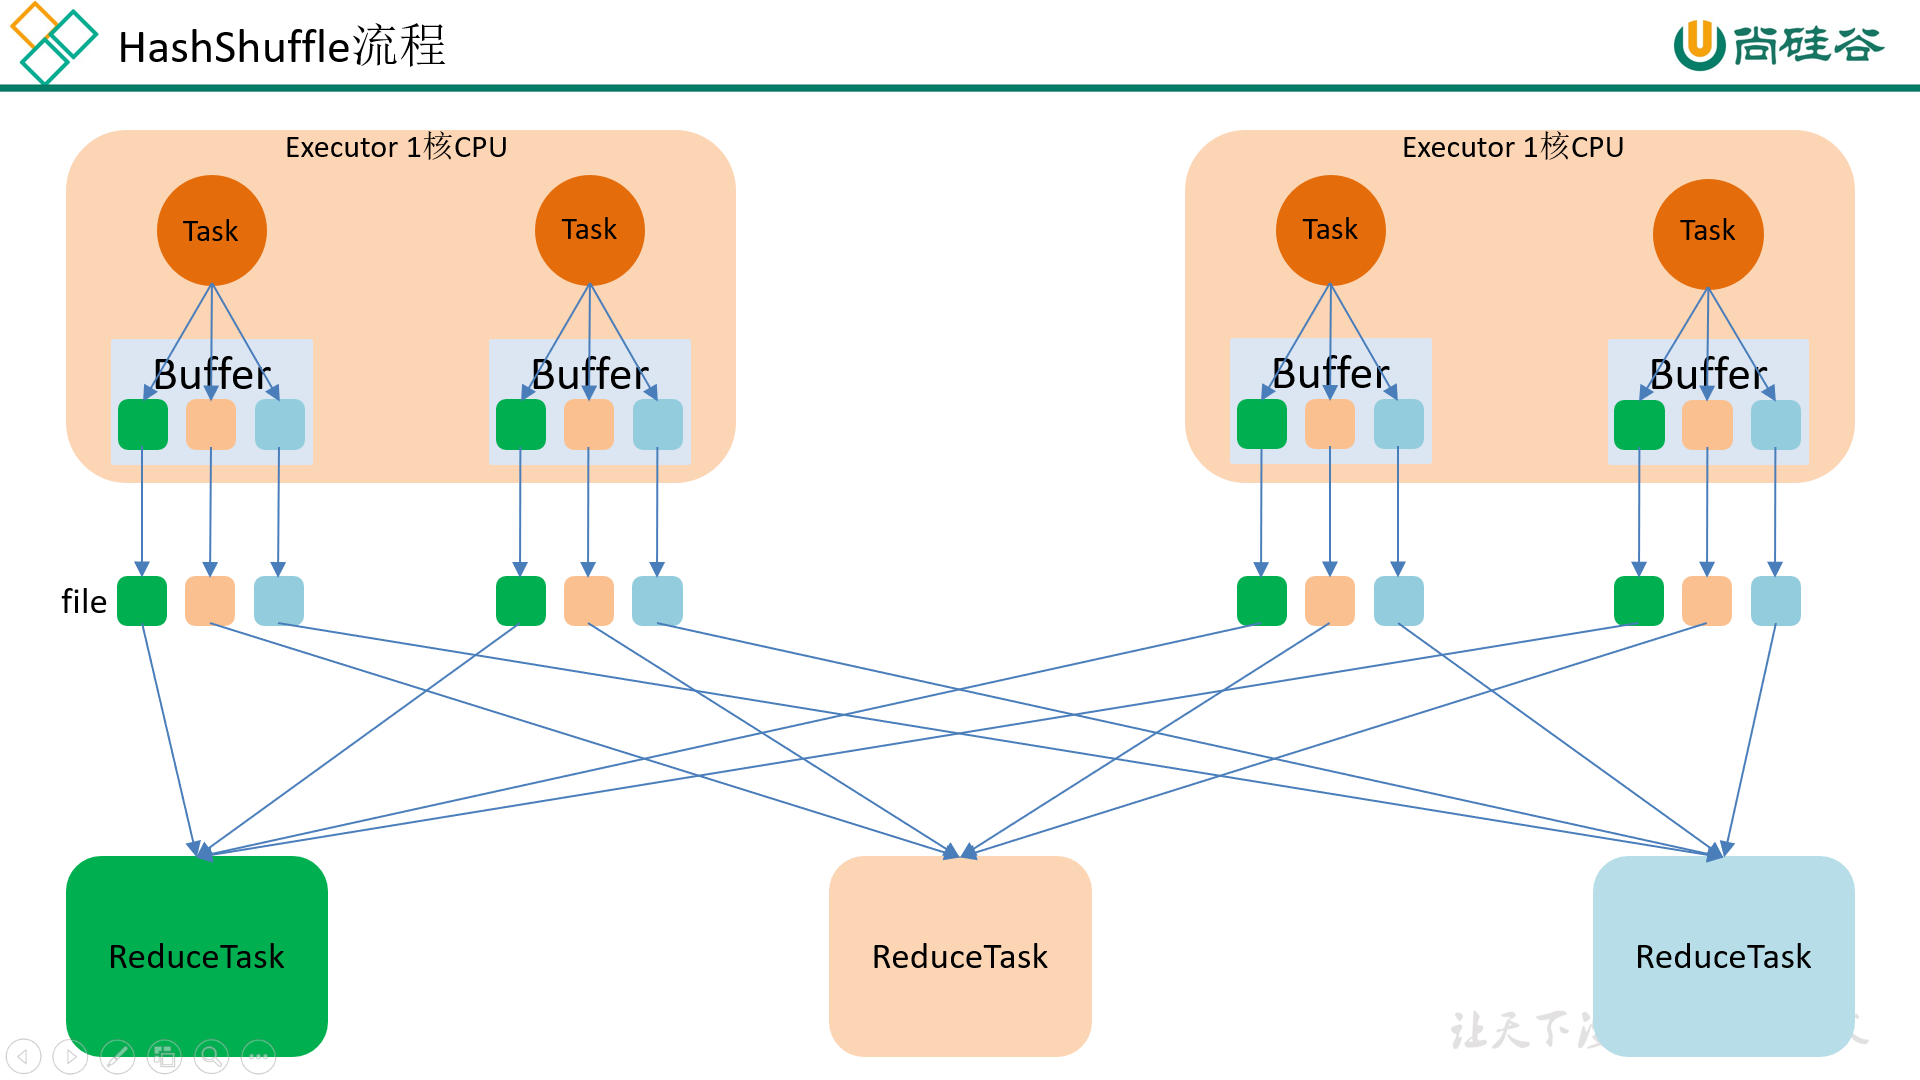 HashShuffle流程
尚硅谷
Executor 1核CPU
Executor 1核CPU
Task
Task
Task
Task
Buffer
Buffer
Buffer
Buffer
file
ReduceTask
ReduceTask
ReduceTask
让天下没